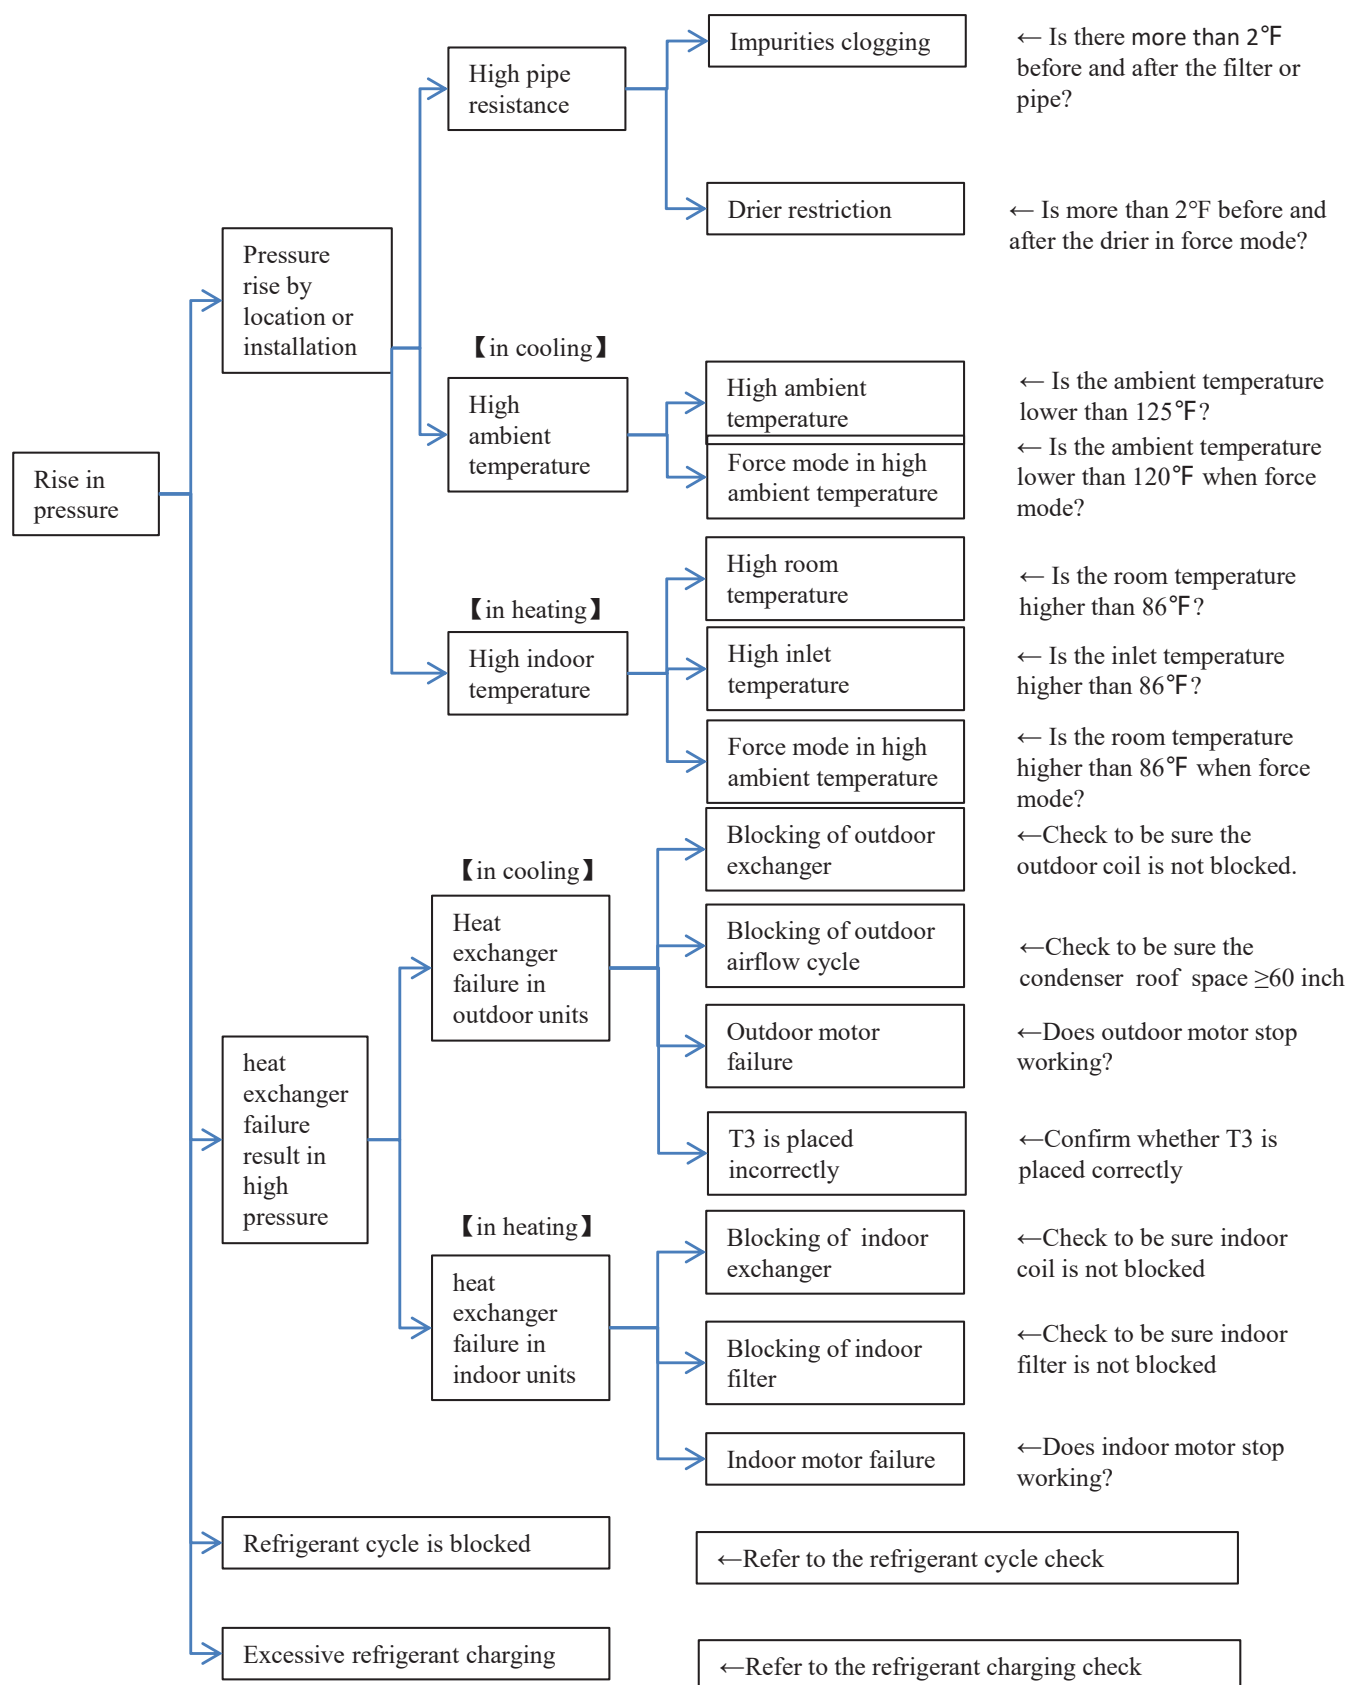 Impurities clogging
← Is there more than 2℉
before and after the filter or
pipe?
High pipe
resistance
Drier restriction
← Is more than 2°F before and
after the drier in force mode?
Pressure
rise by
location or
installation
【in cooling】
High ambient
temperature
← Is the ambient temperature
lower than 125℉?
High
ambient
temperature
Force mode in high
ambient temperature
← Is the ambient temperature
lower than 120℉ when force
mode?
Rise in
pressure
High room
temperature
← Is the room temperature
higher than 86℉?
【in heating】
High indoor
temperature
High inlet
temperature
← Is the inlet temperature
higher than 86℉?
Force mode in high
ambient temperature
← Is the room temperature
higher than 86℉ when force
mode?
Blocking of outdoor
exchanger
←Check to be sure the
outdoor coil is not blocked.
【in cooling】
Heat
exchanger
failure in
outdoor units
Blocking of outdoor
airflow cycle
←Check to be sure the
condenser roof space ≥60 inch
Outdoor motor
failure
←Does outdoor motor stop
working?
heat
exchanger
failure
result in
high
pressure
T3 is placed
incorrectly
←Confirm whether T3 is
placed correctly
【in heating】
Blocking of indoor
exchanger
←Check to be sure indoor
coil is not blocked
heat
exchanger
failure in
indoor units
Blocking of indoor
filter
←Check to be sure indoor
filter is not blocked
Indoor motor failure
←Does indoor motor stop
working?
Refrigerant cycle is blocked
←Refer to the refrigerant cycle check
Excessive refrigerant charging
←Refer to the refrigerant charging check